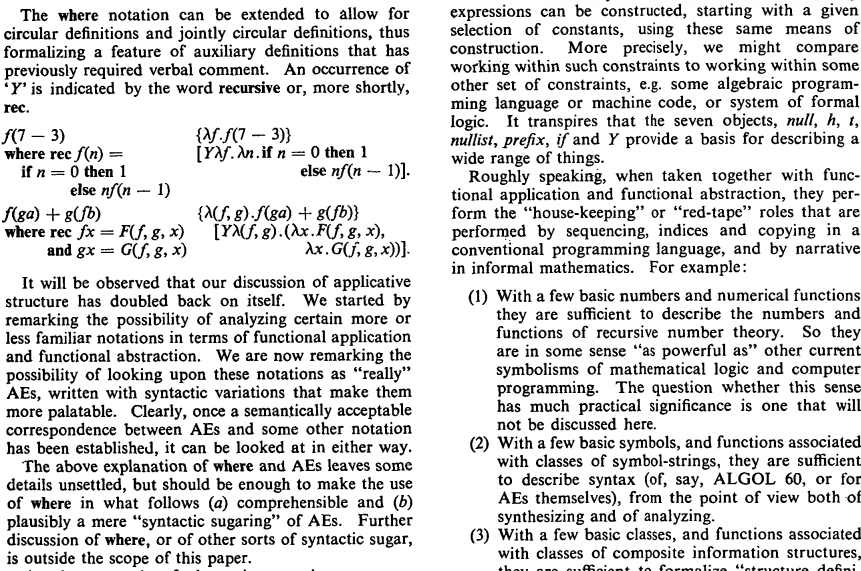 The where notation can be extended to allow for
circular definitions and jointly circular definitions, thus
formalizing a feature of auxiliary definitions that has
previously required verbal comment. An occurrence of
‘Y’ is indicated by the word recursive or, more shortly,
rec.
f(7 − 3) {λf.f(7 − 3)}
where rec f(n) = [Yλf. λn.if n = 0 then 1
if n = 0 then 1 else nf(n − 1)].
else nf(n − 1)
f(ga) + g(fb) {λ(f, g).f(ga) + g(fb)}
where rec fx = F(f, g, x) [Yλ(f, g).(λx.F(f, g, x),
and gx = G(f, g, x) λx.G(f, g, x))].
It will be observed that our discussion of applicative
structure has doubled back on itself. We started by
remarking the possibility of analyzing certain more or
less familiar notations in terms of functional application
and functional abstraction. We are now remarking the
possibility of looking upon these notations as “really”
AEs, written with syntactic variations that make them
more palatable. Clearly, once a semantically acceptable
correspondence between AEs and some other notation
has been established, it can be looked at in either way.
The above explanation of where and AEs leaves some
details unsettled, but should be enough to make the use
of where in what follows (a) comprehensible and (b)
plausibly a mere “syntactic sugaring” of AEs. Further
discussion of where, or of other sorts of syntactic sugar,
is outside the scope of this paper.
expressions can be constructed, starting with a given
selection of constants, using these same means of
construction. More precisely, we might compare
working within such constraints to working within some
other set of constraints, e.g. some algebraic program-
ming language or machine code, or system of formal
logic. It transpires that the seven objects, null, h, t,
nullist, prefix, if and Y provide a basis for describing a
wide range of things.
Roughly speaking, when taken together with func-
tional application and functional abstraction, they per-
form the “house-keeping” or “red-tape” roles that are
performed by sequencing, indices and copying in a
conventional programming language, and by narrative
in informal mathematics. For example:
(1) With a few basic numbers and numerical functions
they are sufficient to describe the numbers and
functions of recursive number theory. So they
are in some sense “as powerful as” other current
symbolisms of mathematical logic and computer
programming. The question whether this sense
has much practical significance is one that will
not be discussed here.
(2) With a few basic symbols, and functions associated
with classes of symbol-strings, they are sufficient
to describe syntax (of, say, ALGOL 60, or for
AEs themselves), from the point of view both of
synthesizing and of analyzing.
(3) With a few basic classes, and functions associated
with classes of composite information structures,
they are sufficient to formalize “structure defini-